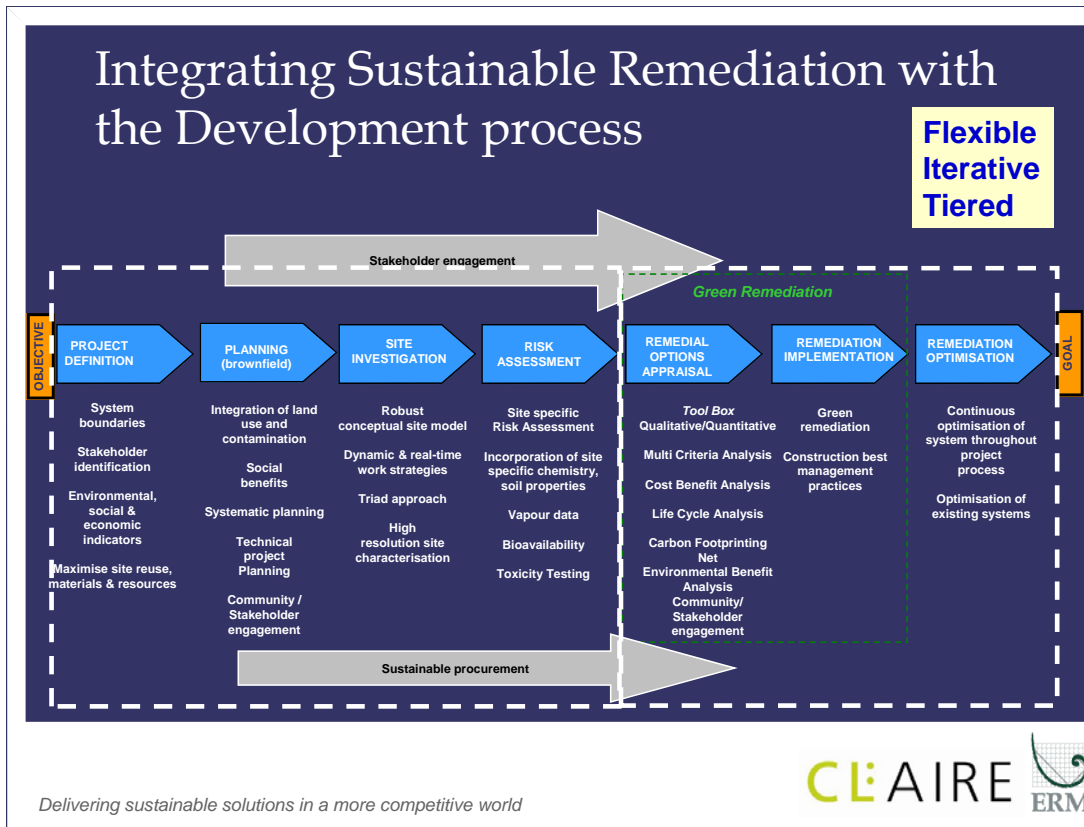 Integrating Sustainable Remediation with
the Development process
Flexible
Iterative
Tiered
Stakeholder engagement
Green Remediation
OBJECTIVE
PROJECT
DEFINITION
PLANNING
(brownfield)
SITE
INVESTIGATION
RISK
ASSESSMENT
REMEDIAL
OPTIONS
APPRAISAL
REMEDIATION
IMPLEMENTATION
REMEDIATION
OPTIMISATION
GOAL
System
boundaries
Stakeholder
identification
Environmental,
social &
economic
indicators
Maximise site reuse,
materials & resources
Integration of land
use and
contamination
Social
benefits
Systematic planning
Technical
project
Planning
Community /
Stakeholder
engagement
Robust
conceptual site model
Dynamic & real-time
work strategies
Triad approach
High
resolution site
characterisation
Site specific
Risk Assessment
Incorporation of site
specific chemistry,
soil properties
Vapour data
Bioavailability
Toxicity Testing
Tool Box
Qualitative/Quantitative
Multi Criteria Analysis
Cost Benefit Analysis
Life Cycle Analysis
Carbon Footprinting
Net
Environmental Benefit
Analysis
Community/
Stakeholder
engagement
Green
remediation
Construction best
management
practices
Continuous
optimisation of
system throughout
project
process
Optimisation of
existing systems
Sustainable procurement
Delivering sustainable solutions in a more competitive world
CL:AIRE
ERM